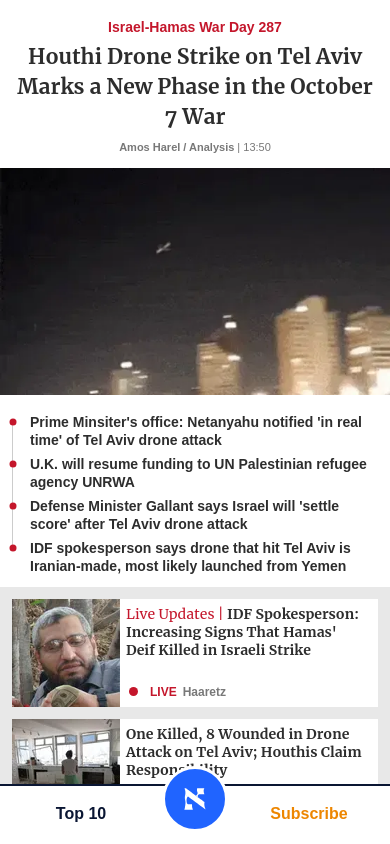 Israel-Hamas War Day 287
Houthi Drone Strike on Tel Aviv
Marks a New Phase in the October
7 War
Amos Harel / Analysis | 13:50
Prime Minsiter's office: Netanyahu notified 'in real
time' of Tel Aviv drone attack
U.K. will resume funding to UN Palestinian refugee
agency UNRWA
Defense Minister Gallant says Israel will 'settle
score' after Tel Aviv drone attack
IDF spokesperson says drone that hit Tel Aviv is
Iranian-made, most likely launched from Yemen
Live Updates | IDF Spokesperson:
Increasing Signs That Hamas'
Deif Killed in Israeli Strike
LIVE Haaretz
One Killed, 8 Wounded in Drone
Attack on Tel Aviv; Houthis Claim
Responsibility
Top 10
א
Subscribe